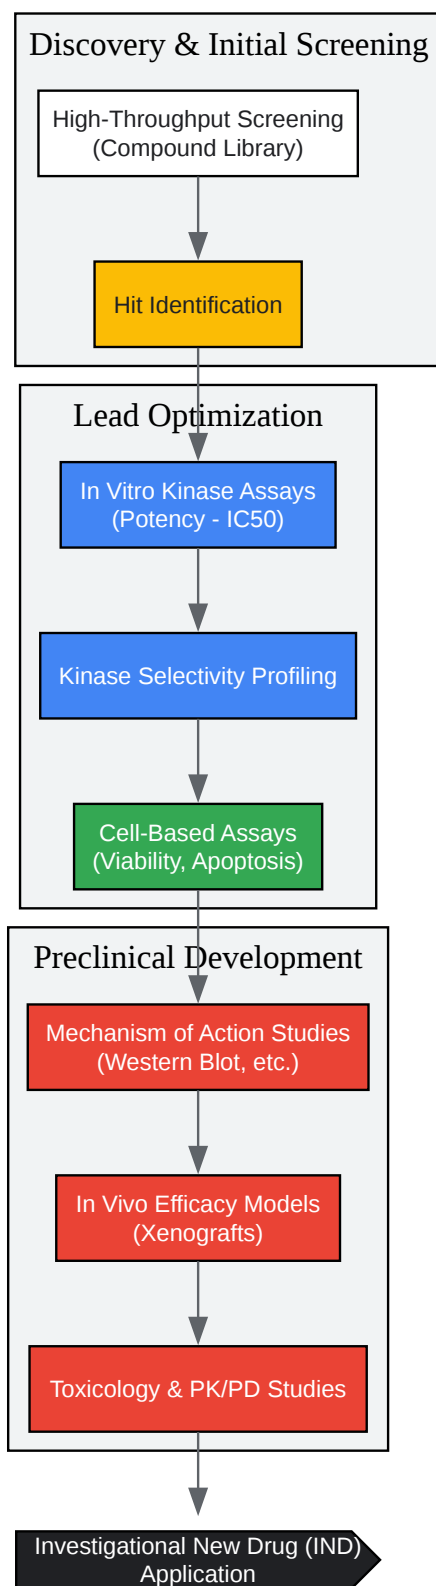 Discovery & Initial Screening
High-Throughput Screening
(Compound Library)
Hit Identification
Lead Optimization
In Vitro Kinase Assays
(Potency - IC50)
Kinase Selectivity Profiling
Cell-Based Assays
(Viability, Apoptosis)
Preclinical Development
Mechanism of Action Studies
(Western Blot, etc.)
In Vivo Efficacy Models
(Xenografts)
Toxicology & PK/PD Studies
Investigational New Drug (IND)
Application